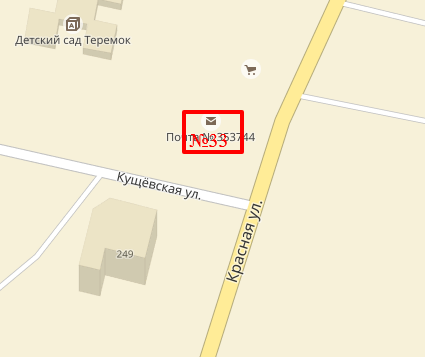 Детский сад Теремок
Почта №353744
№33
Кущёвская ул.
Красная ул.
249